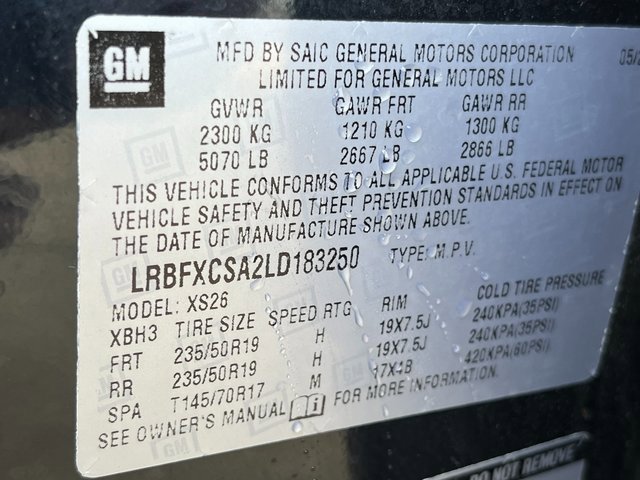 GM
MFD BY SAIC GENERAL MOTORS CORPORATION
LIMITED FOR GENERAL MOTORS LLC
GVWR GAWR FRT GAWR RR
2300 KG 1210 KG 1300 KG
5070 LB 2667 LB 2866 LB
THIS VEHICLE CONFORMS TO ALL APPLICABLE U.S. FEDERAL MOTOR
VEHICLE SAFETY AND THEFT PREVENTION STANDARDS IN EFFECT ON
THE DATE OF MANUFACTURE SHOWN ABOVE.
LRBFXCSA2LD183250 TYPE: M.P.V.
MODEL: XS26
XBH3 TIRE SIZE SPEED RTG RIM COLD TIRE PRESSURE
FRT 235/50R19 H 19X7.5J 240KPA(35PSI)
RR 235/50R19 H 19X7.5J 240KPA(35PSI)
SPA T145/70R17 M 17X4B 420KPA(60PSI)
SEE OWNER'S MANUAL FOR MORE INFORMATION.
DO NOT REMOVE